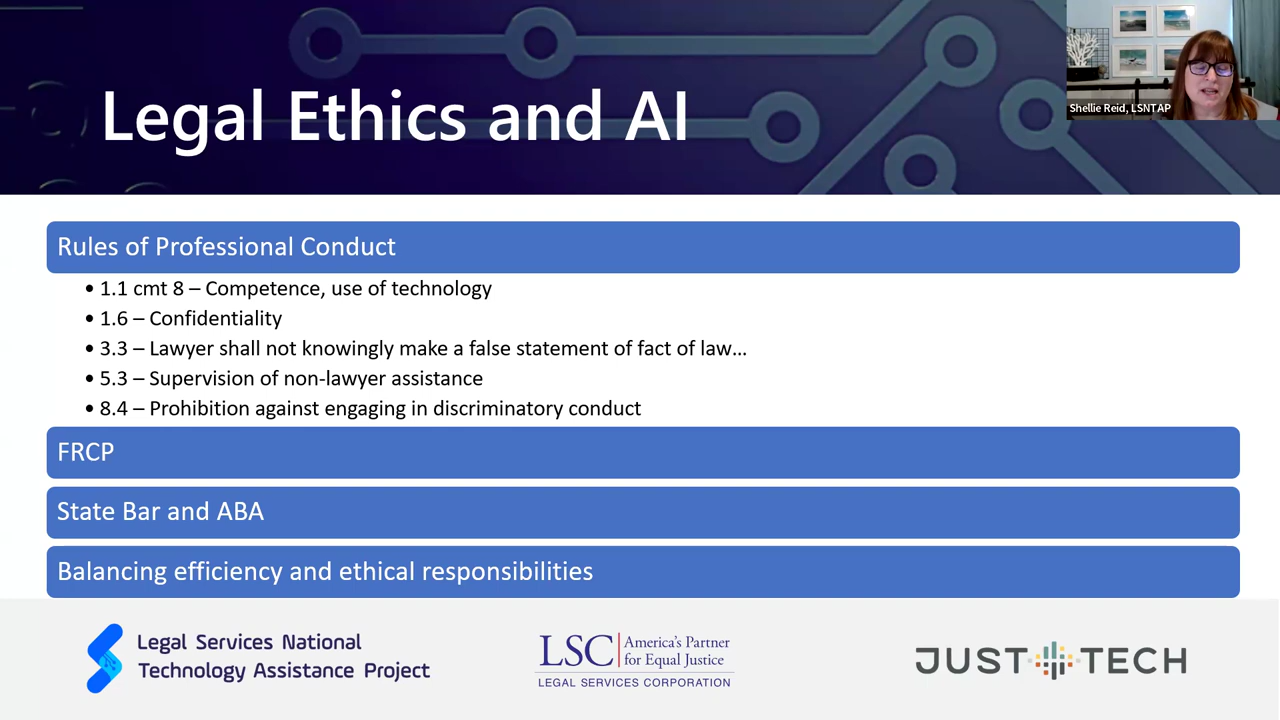 Legal Ethics and AI
Shellie Reid, LSNTAP
Rules of Professional Conduct
• 1.1 cmt 8 – Competence, use of technology
• 1.6 – Confidentiality
• 3.3 – Lawyer shall not knowingly make a false statement of fact of law…
• 5.3 – Supervision of non-lawyer assistance
• 8.4 – Prohibition against engaging in discriminatory conduct
FRCP
State Bar and ABA
Balancing efficiency and ethical responsibilities
Legal Services National
Technology Assistance Project
LSC America's Partner
for Equal Justice
LEGAL SERVICES CORPORATION
JUST TECH